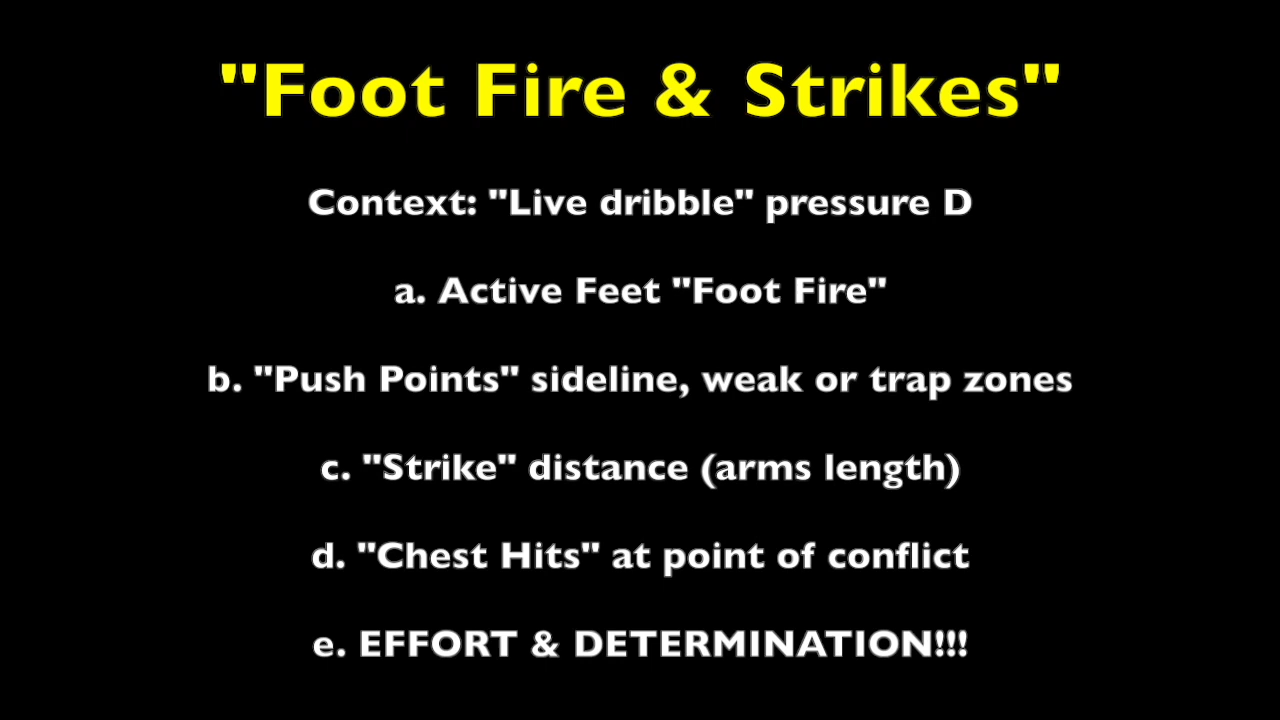 "Foot Fire & Strikes"
Context: "Live dribble" pressure D
a. Active Feet "Foot Fire"
b. "Push Points" sideline, weak or trap zones
c. "Strike" distance (arms length)
d. "Chest Hits" at point of conflict
e. EFFORT & DETERMINATION!!!